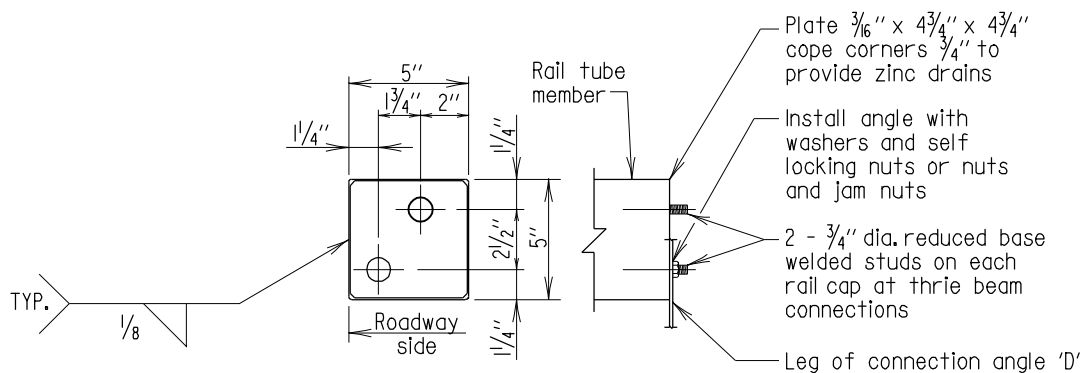 Plate 3/16" x 4 3/4" x 4 3/4"
cope corners 3/4" to
provide zinc drains
Rail tube
member
Install angle with
washers and self
locking nuts or nuts
and jam nuts
2 - 3/4" dia. reduced base
welded studs on each
rail cap at thrie beam
connections
Leg of connection angle 'D'
5"
1 3/4"
2"
1 1/4"
1 1/4"
2 1/2"
5"
1 1/4"
Roadway
side
TYP.
1/8